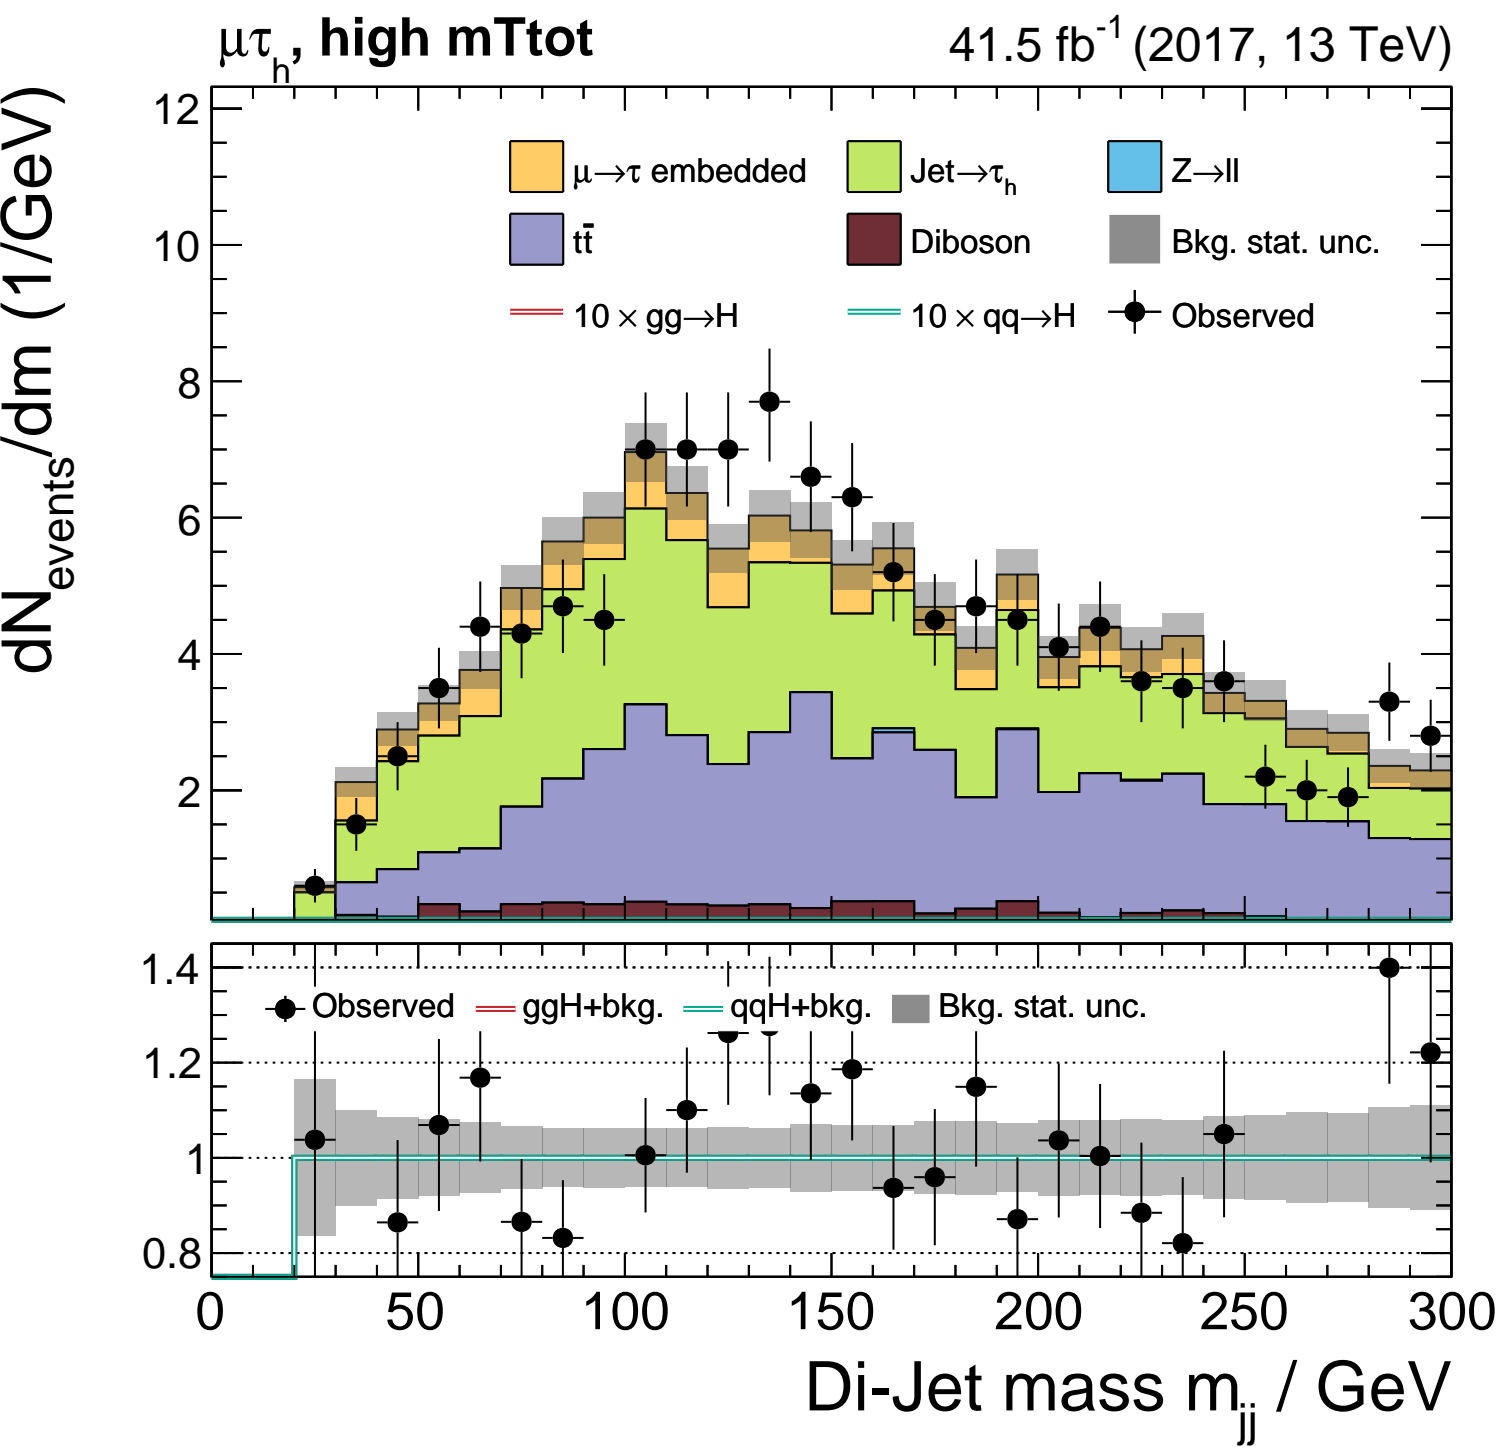 μτh, high mTtot 41.5 fb-1 (2017, 13 TeV)
dNevents/dm (1/GeV)
12
10
8
6
4
2
μ→τ embedded Jet→τh Z→ll
tt̄ Diboson Bkg. stat. unc.
10 × gg→H 10 × qq→H Observed
1.4
1.2
1
0.8
Observed ggH+bkg. qqH+bkg. Bkg. stat. unc.
0 50 100 150 200 250 300
Di-Jet mass mjj / GeV